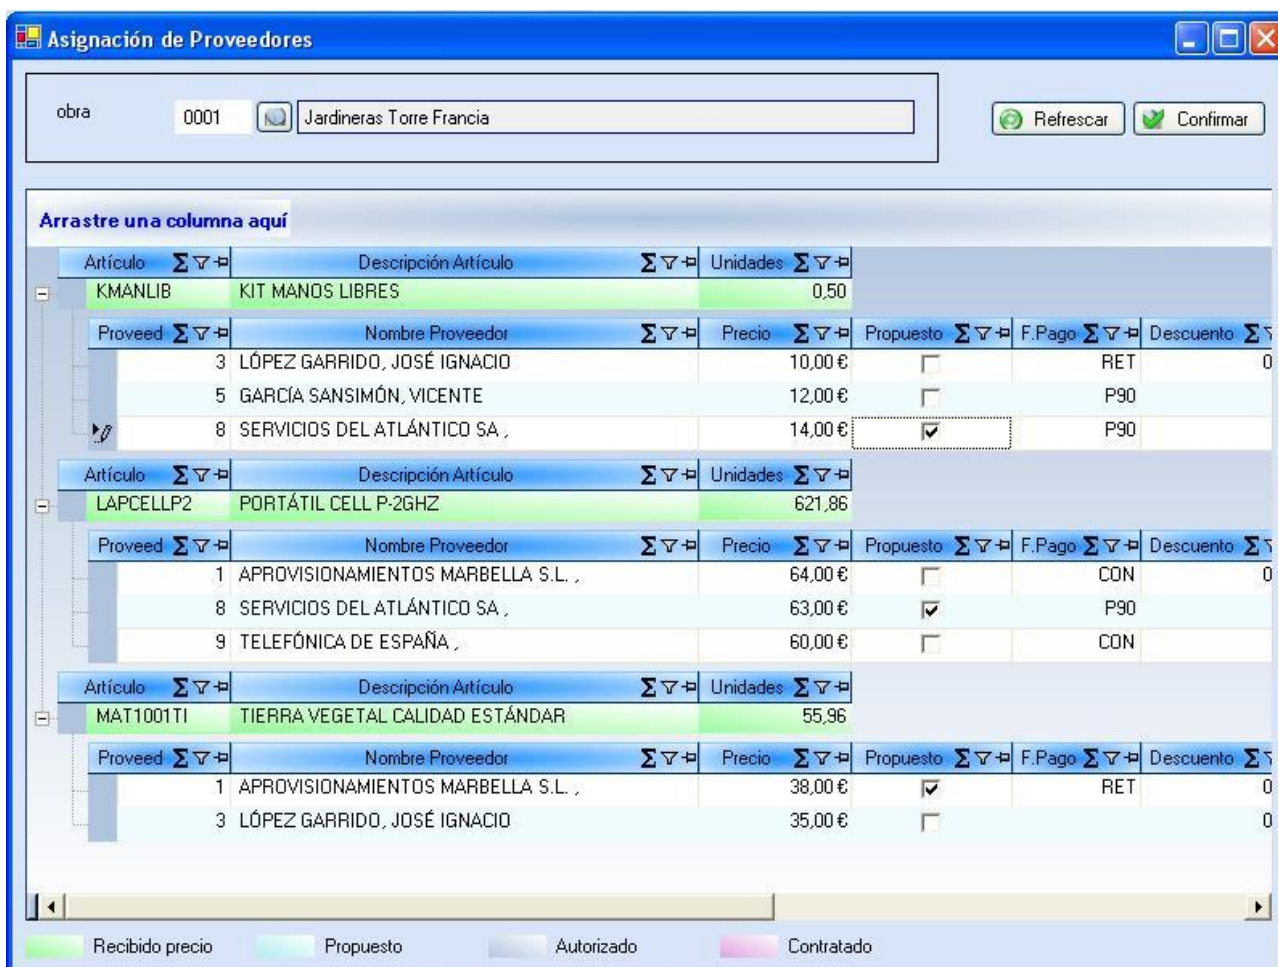 Asignación de Proveedores
obra 0001 Jardineras Torre Francia Refrescar Confirmar
Arrastre una columna aquí
Artículo Descripción Artículo Unidades
KMANLIB KIT MANOS LIBRES 0,50
Proveed Nombre Proveedor Precio Propuesto F.Pago Descuento
3 LÓPEZ GARRIDO, JOSÉ IGNACIO 10,00 € RET 0
5 GARCÍA SANSIMÓN, VICENTE 12,00 € P90
8 SERVICIOS DEL ATLÁNTICO SA , 14,00 € P90
Artículo Descripción Artículo Unidades
LAPCELLP2 PORTÁTIL CELL P-2GHZ 621,86
Proveed Nombre Proveedor Precio Propuesto F.Pago Descuento
1 APROVISIONAMIENTOS MARBELLA S.L. , 64,00 € CON 0
8 SERVICIOS DEL ATLÁNTICO SA , 63,00 € P90
9 TELEFÓNICA DE ESPAÑA , 60,00 € CON
Artículo Descripción Artículo Unidades
MAT1001TI TIERRA VEGETAL CALIDAD ESTÁNDAR 55,96
Proveed Nombre Proveedor Precio Propuesto F.Pago Descuento
1 APROVISIONAMIENTOS MARBELLA S.L. , 38,00 € RET 0
3 LÓPEZ GARRIDO, JOSÉ IGNACIO 35,00 € 0
Recibido precio Propuesto Autorizado Contratado